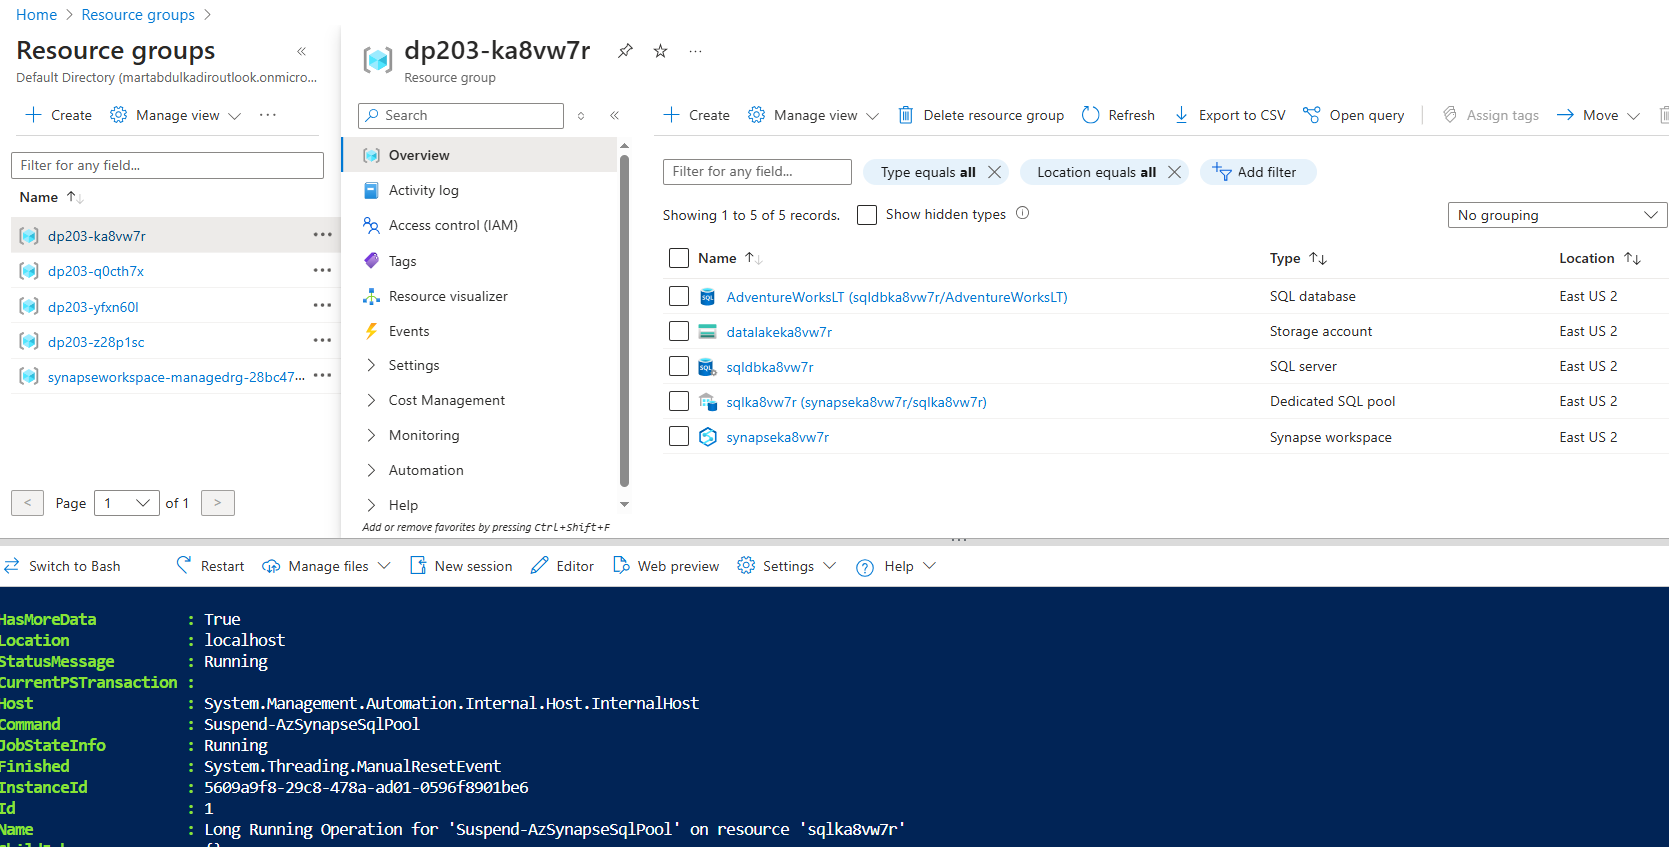 Home > Resource groups >
Resource groups «
Default Directory (martabdulkadiroutlook.onmicro...
+ Create Manage view ...
Filter for any field...
Name ↑↓
dp203-ka8vw7r ...
dp203-q0cth7x ...
dp203-yfxn60l ...
dp203-z28p1sc ...
synapseworkspace-managedrg-28bc47... ...
< Page 1 of 1 >
dp203-ka8vw7r ...
Resource group
Search «
Overview
Activity log
Access control (IAM)
Tags
Resource visualizer
Events
> Settings
> Cost Management
> Monitoring
> Automation
> Help
Add or remove favorites by pressing Ctrl+Shift+F
+ Create Manage view Delete resource group Refresh Export to CSV Open query Assign tags Move
Filter for any field... Type equals all Location equals all Add filter
Showing 1 to 5 of 5 records. Show hidden types No grouping
Name ↑↓ Type ↑↓ Location ↑↓
AdventureWorksLT (sqldbka8vw7r/AdventureWorksLT) SQL database East US 2
datalakeka8vw7r Storage account East US 2
sqldbka8vw7r SQL server East US 2
sqlka8vw7r (synapseka8vw7r/sqlka8vw7r) Dedicated SQL pool East US 2
synapseka8vw7r Synapse workspace East US 2
Switch to Bash Restart Manage files New session Editor Web preview Settings Help
HasMoreData : True
Location : localhost
StatusMessage : Running
CurrentPSTransaction :
Host : System.Management.Automation.Internal.Host.InternalHost
Command : Suspend-AzSynapseSqlPool
JobStateInfo : Running
Finished : System.Threading.ManualResetEvent
InstanceId : 5609a9f8-29c8-478a-ad01-0596f8901be6
Id : 1
Name : Long Running Operation for 'Suspend-AzSynapseSqlPool' on resource 'sqlka8vw7r'